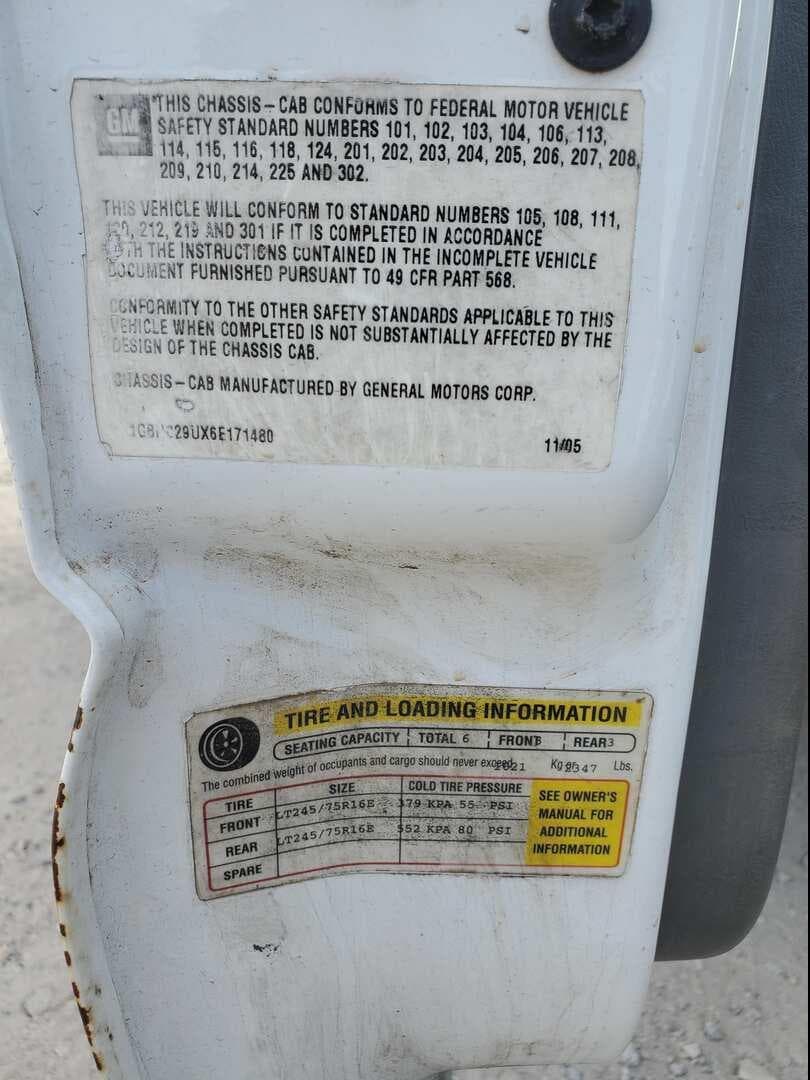 GM
THIS CHASSIS-CAB CONFORMS TO FEDERAL MOTOR VEHICLE
SAFETY STANDARD NUMBERS 101, 102, 103, 104, 106, 113,
114, 115, 116, 118, 124, 201, 202, 203, 204, 205, 206, 207, 208,
209, 210, 214, 225 AND 302.
THIS VEHICLE WILL CONFORM TO STANDARD NUMBERS 105, 108, 111,
212, 219 AND 301 IF IT IS COMPLETED IN ACCORDANCE
WITH THE INSTRUCTIONS CONTAINED IN THE INCOMPLETE VEHICLE
DOCUMENT FURNISHED PURSUANT TO 49 CFR PART 568.
CONFORMITY TO THE OTHER SAFETY STANDARDS APPLICABLE TO THIS
VEHICLE WHEN COMPLETED IS NOT SUBSTANTIALLY AFFECTED BY THE
DESIGN OF THE CHASSIS CAB.
CHASSIS-CAB MANUFACTURED BY GENERAL MOTORS CORP.
11/05
TIRE AND LOADING INFORMATION
SEATING CAPACITY TOTAL 6 FRONT REAR 3
The combined weight of occupants and cargo should never exceed Kg or Lbs.
TIRE SIZE COLD TIRE PRESSURE
FRONT LT245/75R16E 379 KPA 55 PSI
REAR LT245/75R16E 552 KPA 80 PSI
SPARE
SEE OWNER'S
MANUAL FOR
ADDITIONAL
INFORMATION